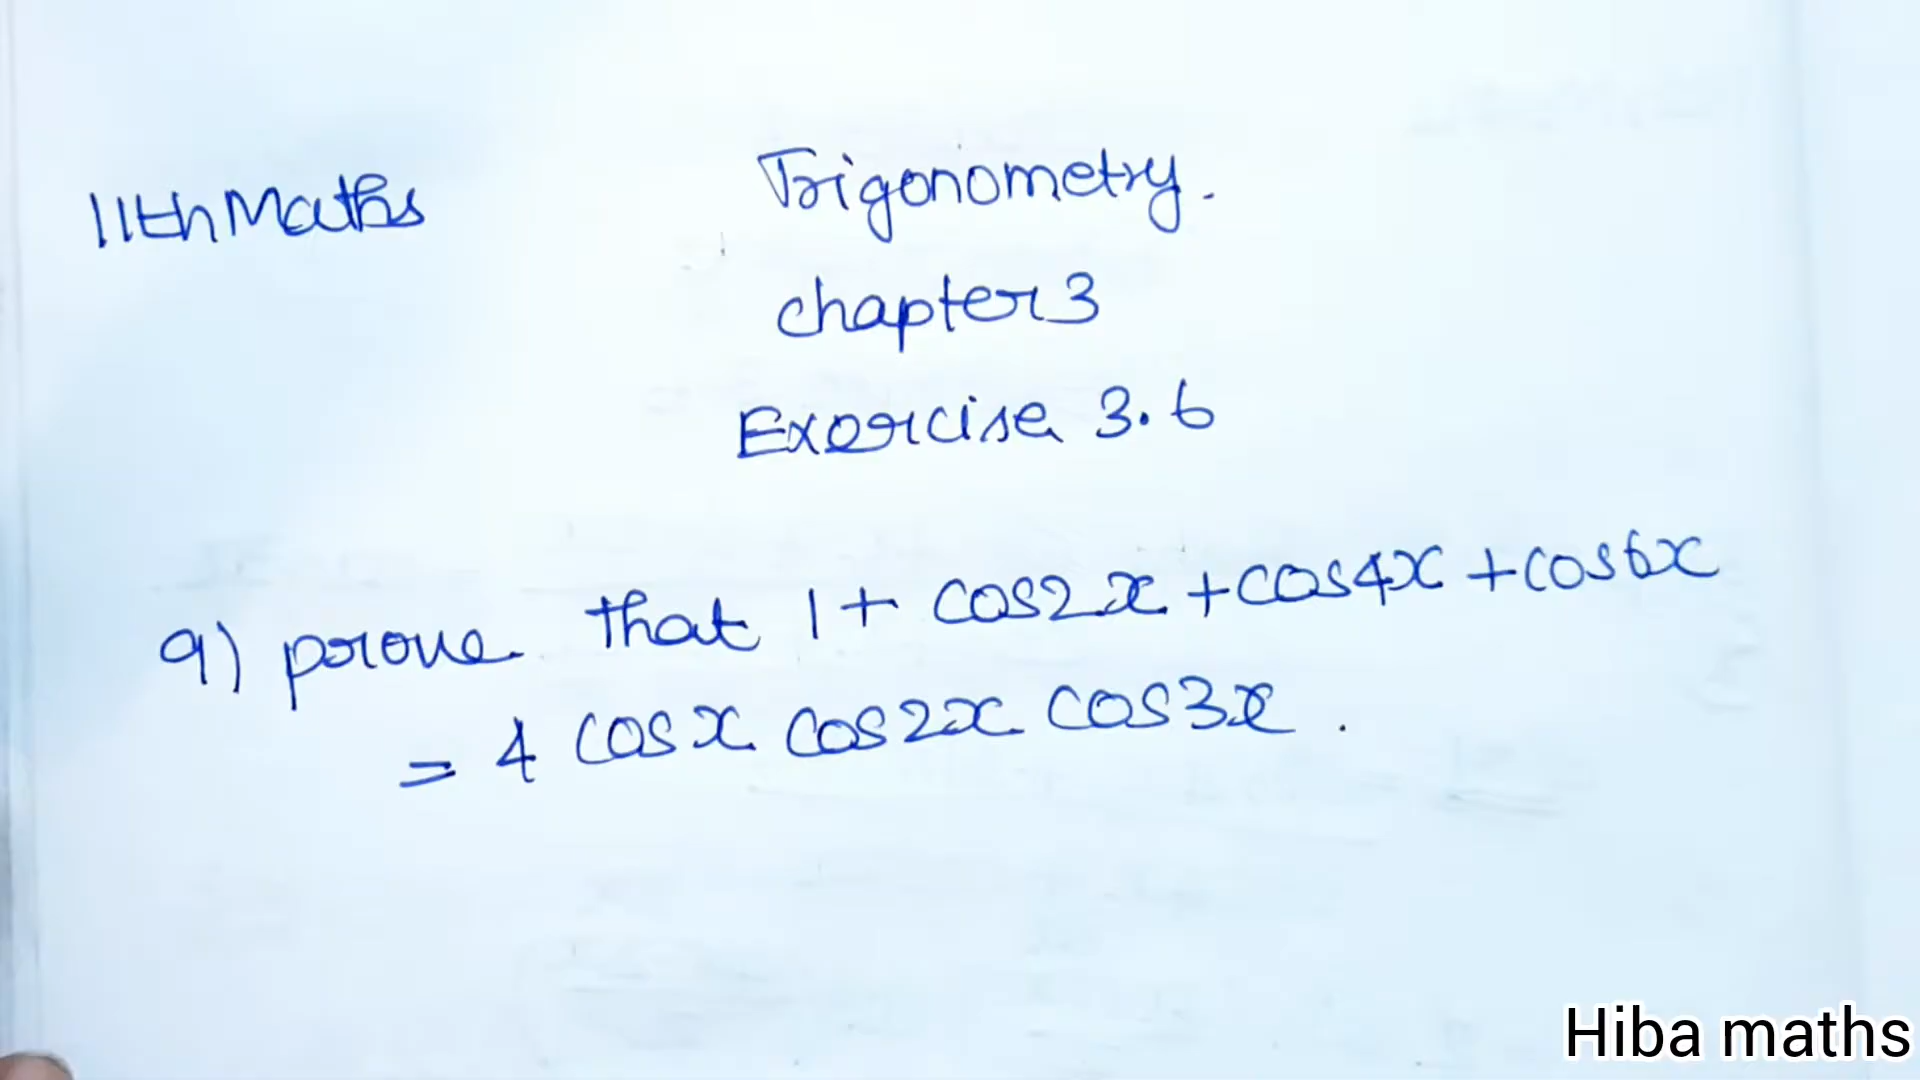 11th Maths
Trigonometry.
chapter 3
Exercise 3.6
9) prove that 1 + cos2x + cos4x + cos6x
= 4 cosx cos2x cos3x .
Hiba maths